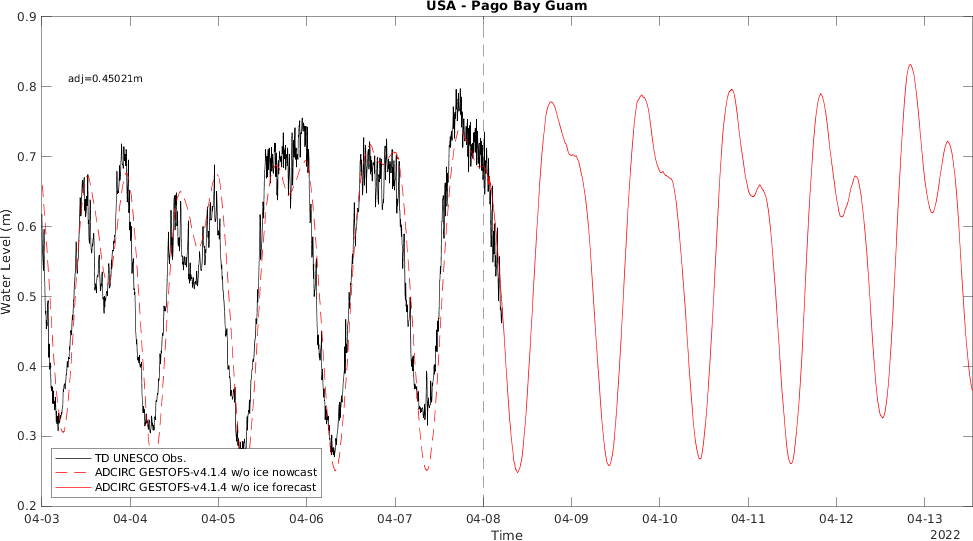 USA - Pago Bay Guam
0.9
0.8
0.7
0.6
0.5
0.4
0.3
0.2
Water Level (m)
adj=0.45021m
TD UNESCO Obs.
ADCIRC GESTOFS-v4.1.4 w/o ice nowcast
ADCIRC GESTOFS-v4.1.4 w/o ice forecast
04-03 04-04 04-05 04-06 04-07 04-08 04-09 04-10 04-11 04-12 04-13
Time
2022